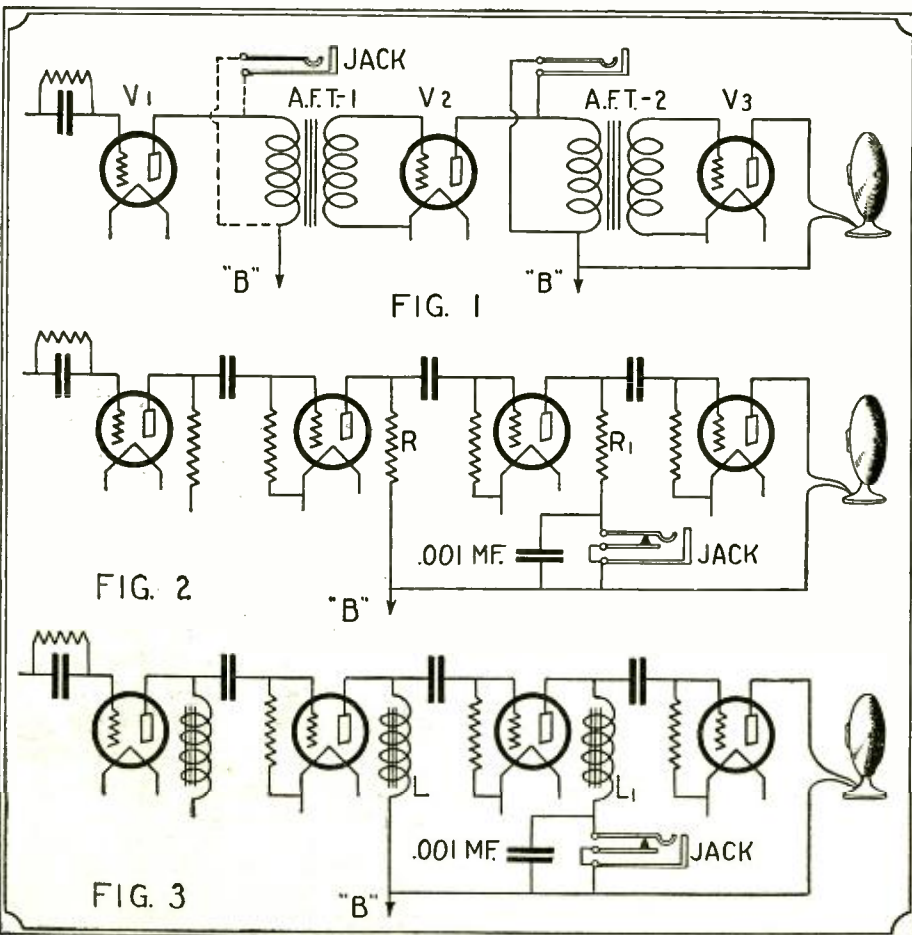 JACK
V1 A.F.T.-1 V2 A.F.T.-2 V3
"B" "B"
FIG. 1
R R1
.001 MF. JACK
FIG. 2.
"B"
L L1
.001 MF. JACK
FIG. 3
"B"